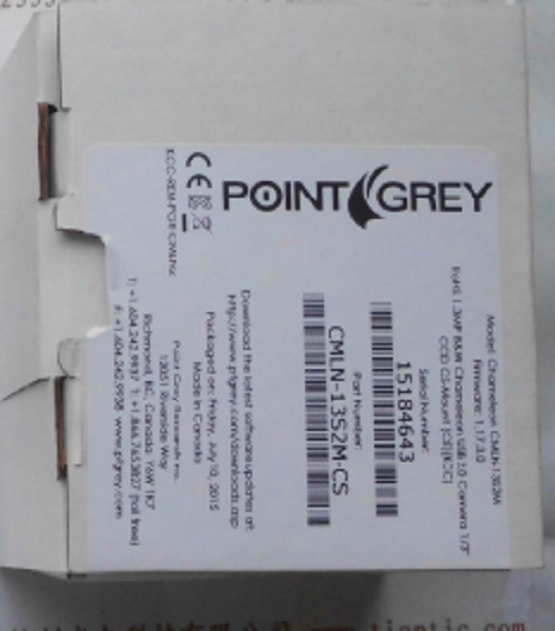 POINT GREY
Model: Chameleon CMLN-13S2M
Firmware: 1.17.3.0
1.3MP B&W Chameleon USB Camera 1/3"
CCD CS-Mount
Serial Number:
15184643
Part Number:
CMLN-13S2M-CS
Download the latest software updates at:
http://www.ptgrey.com/downloads.asp
Packaged on: Friday, July 10, 2015
Made in Canada
Point Grey Research Inc.
12051 Riverside Way
Richmond, BC, Canada V6W 1K7
T: +1.604.242.9937 T: +1.866.765.0827 (toll free)
F: +1.604.242.9938 www.ptgrey.com
CE